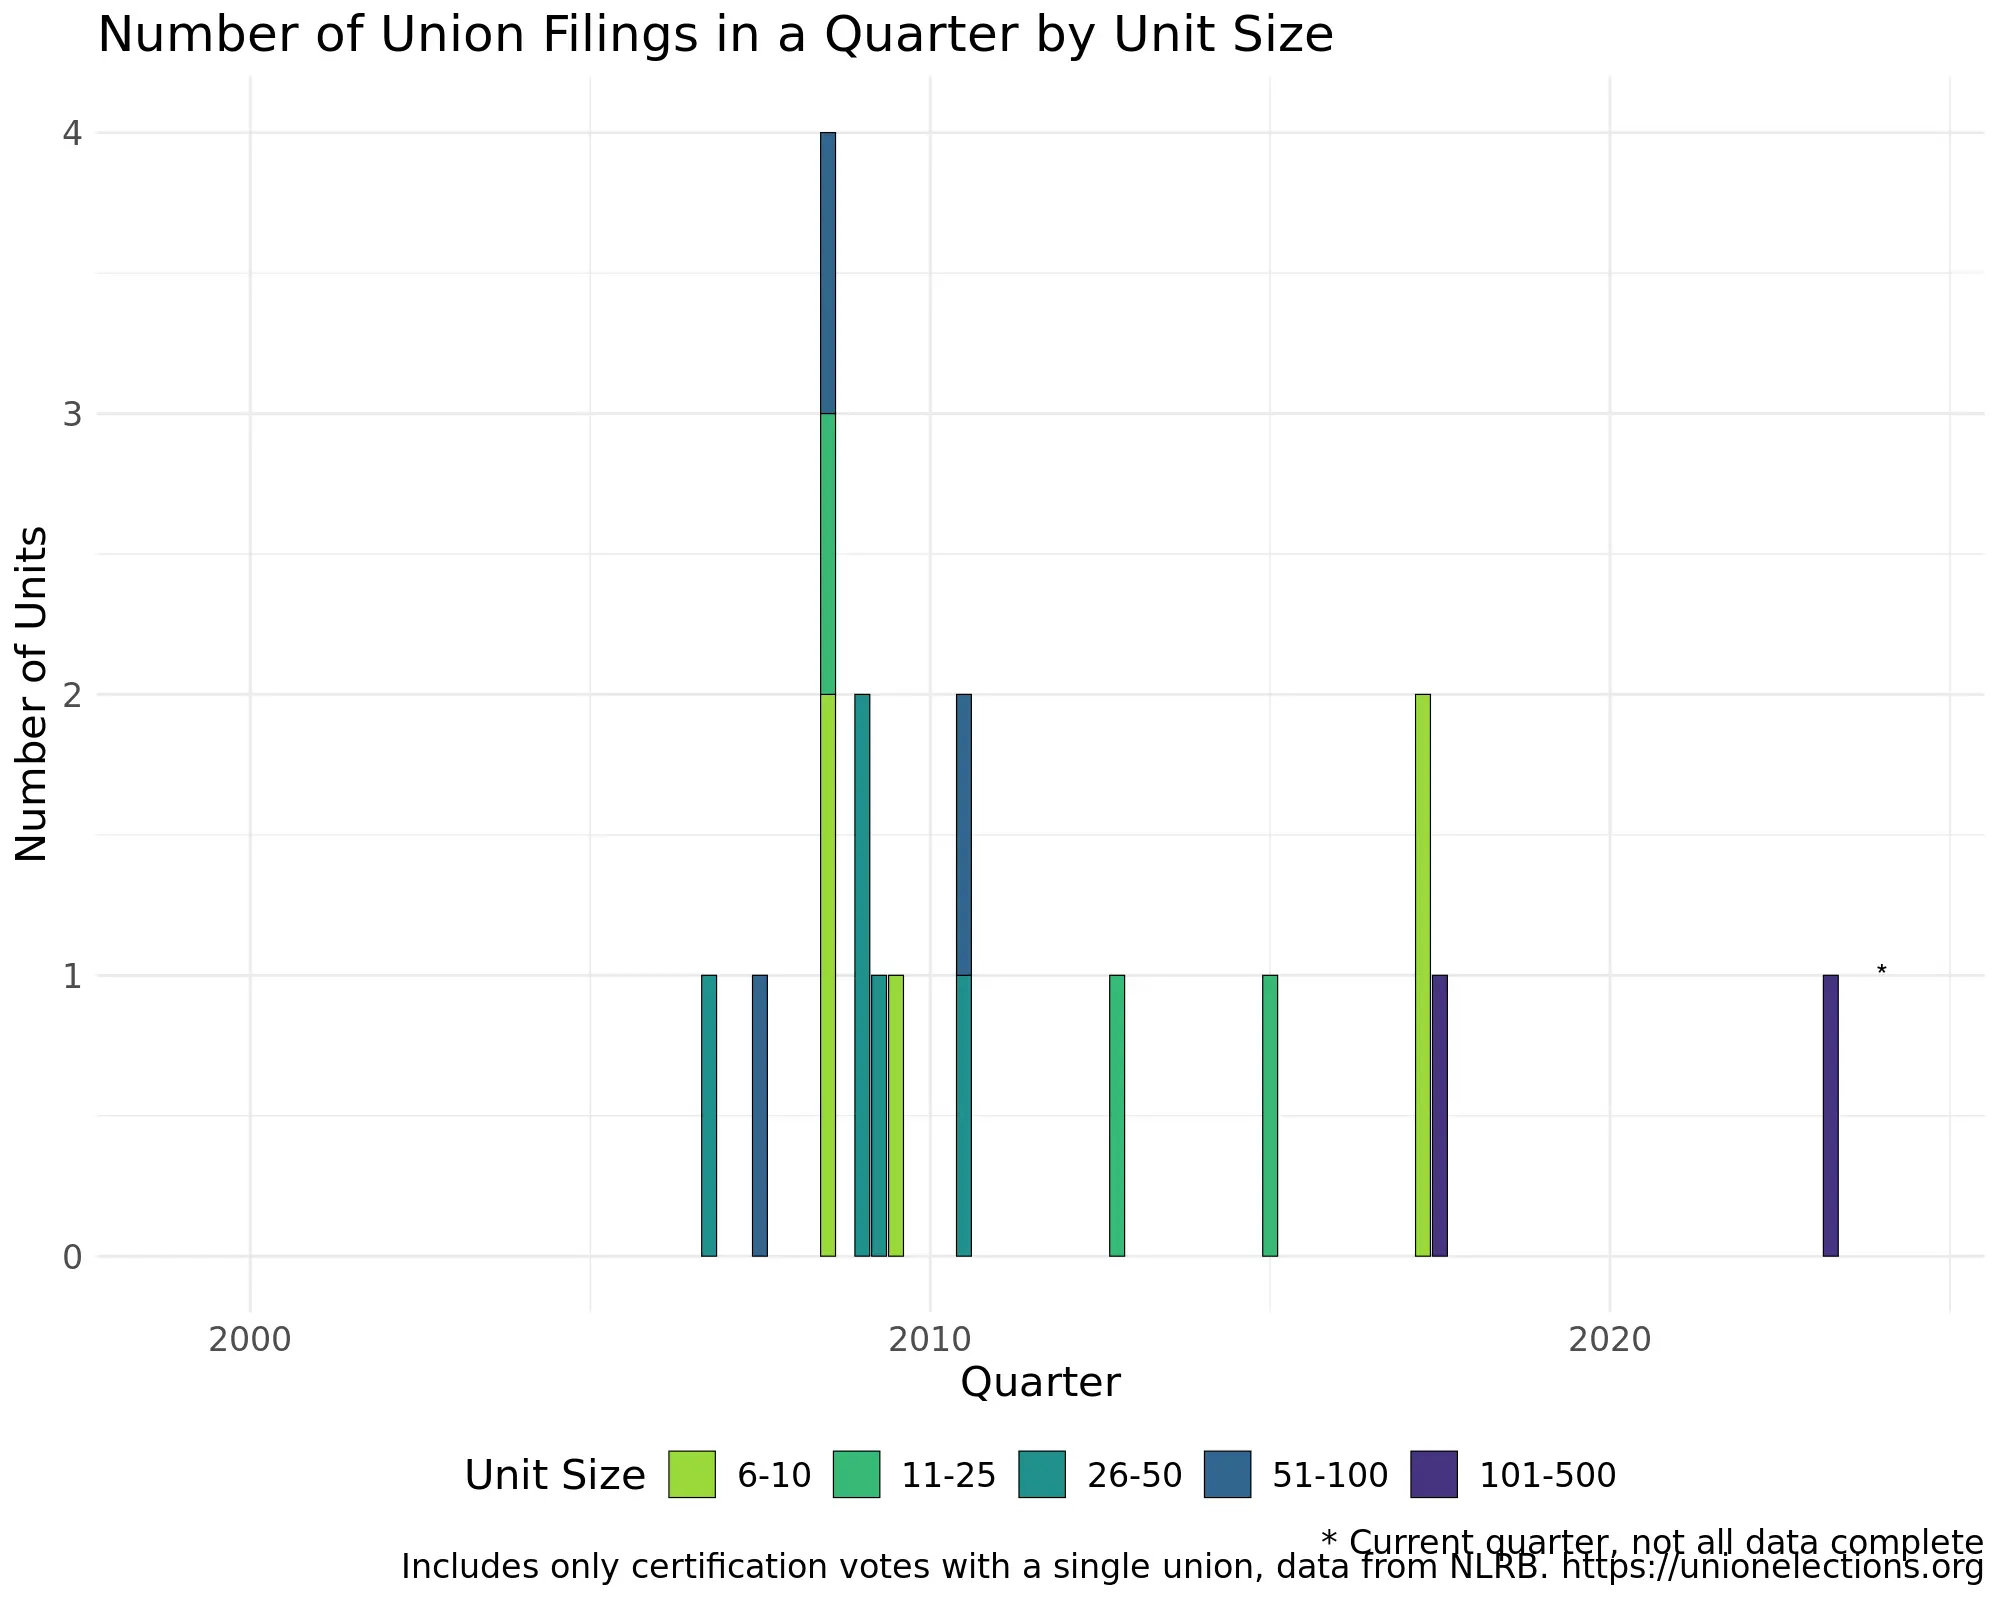 Number of Union Filings in a Quarter by Unit Size
4
3
2
1
0
Number of Units
*
2000 2010 2020
Quarter
Unit Size 6-10 11-25 26-50 51-100 101-500
* Current quarter, not all data complete
Includes only certification votes with a single union, data from NLRB. https://unionelections.org